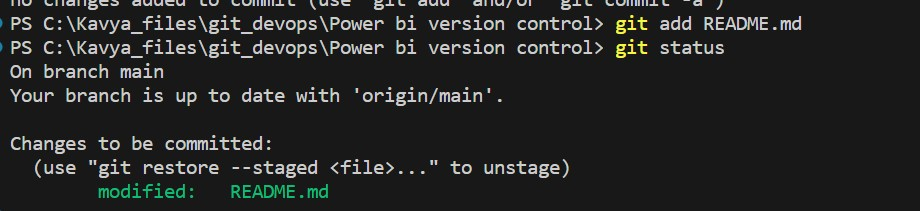 no changes added to commit (use "git add" and/or "git commit -a")
PS C:\Kavya_files\git_devops\Power bi version control> git add README.md
PS C:\Kavya_files\git_devops\Power bi version control> git status
On branch main
Your branch is up to date with 'origin/main'.
Changes to be committed:
(use "git restore --staged <file>..." to unstage)
modified: README.md